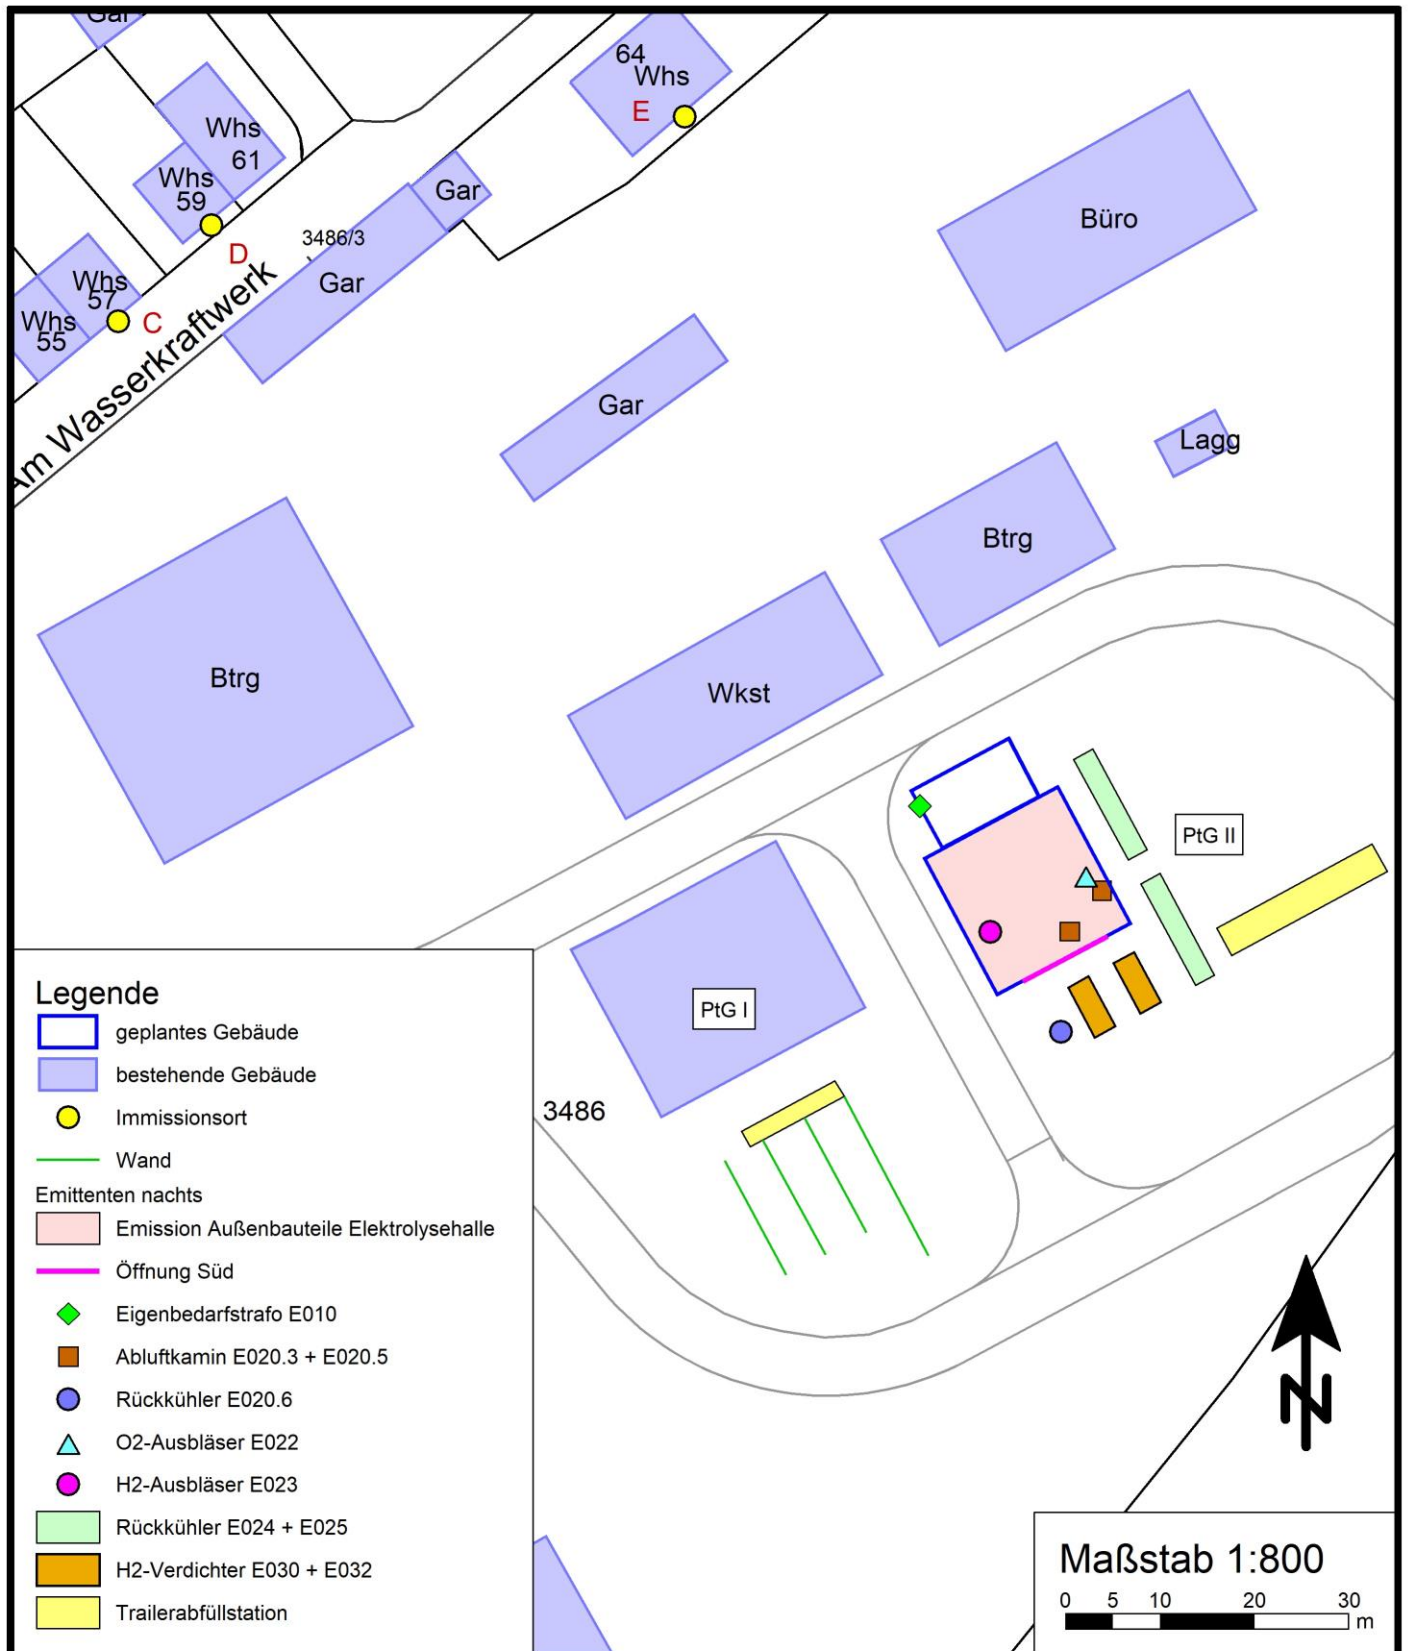 Gar
64
Whs
E
Whs
61
Whs
59
D
3486/3
Gar
Gar
Büro
Whs
57
C
Whs
55
Am Wasserkraftwerk
Gar
Lagg
Btrg
Btrg
Wkst
PtG II
PtG I
3486
Legende
geplantes Gebäude
bestehende Gebäude
Immissionsort
Wand
Emittenten nachts
Emission Außenbauteile Elektrolysehalle
Öffnung Süd
Eigenbedarfstrafo E010
Abluftkamin E020.3 + E020.5
Rückkühler E020.6
O2-Ausbläser E022
H2-Ausbläser E023
Rückkühler E024 + E025
H2-Verdichter E030 + E032
Trailerabfüllstation
N
Maßstab 1:800
0 5 10 20 30
m